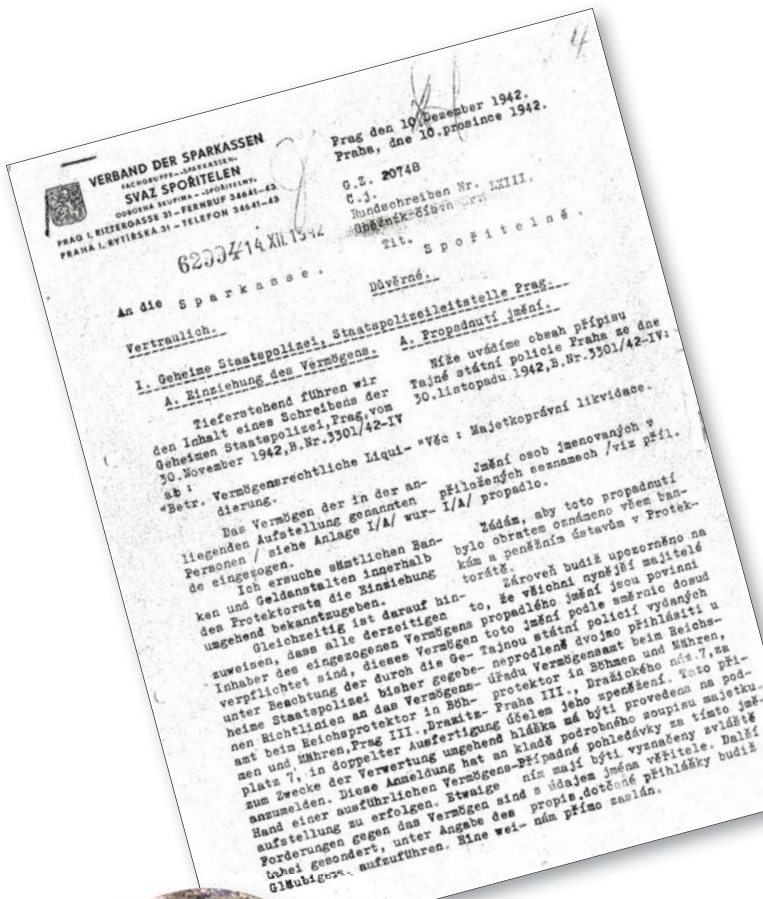 4
VERBAND DER SPARKASSEN
FACHGRUPPE - „SPARKASSEN“
SVAZ SPOŘITELEN
ODBORNÁ SKUPINA - „SPOŘITELNY“
PRAG I, RITTERGASSE 31 – FERNRUF 34641-43
PRAHA I, RYTÍŘSKÁ 31 – TELEFON 34641-43
Prag den 10.Dezember 1942.
Praha, dne 10.prosince 1942.
G.Z. 20748
Č.j.
Rundschreiben Nr. LXIII.
Oběžník číslo
14.XII.1942
Tit.
An die S p a r k a s s e .
S p o ř i t e l n ě .
Vertraulich.
Důvěrné.
I. Geheime Staatspolizei, Staatspolizeileitstelle Prag.
A. Einziehung des Vermögens.
Tieferstehend führen wir
den Inhalt eines Schreibens der
Geheimen Staatspolizei,Prag,vom
30.November 1942,B.Nr.3301/42-IV
ab :
"Betr. Vermögensrechtliche Liqui-
dierung.
Das Vermögen der in der an-
liegenden Aufstellung genannten
Personen / siehe Anlage I/A/ wur-
de eingezogen.
Ich ersuche sämtlichen Ban-
ken und Geldanstalten innerhalb
des Protektorats die Einziehung
umgehend bekanntzugeben.
Gleichzeitig ist darauf hin-
zuweisen, dass alle derzeitigen
Inhaber des eingezogenen Vermögens
verpflichtet sind, dieses Vermögen
unter Beachtung der durch die Ge-
heime Staatspolizei bisher gegebe-
nen Richtlinien an das Vermögens-
amt beim Reichsprotektor in Böh-
men und Mähren,Prag III.,Dražitz-
platz 7, in doppelter Ausfertigung
zum Zwecke der Verwertung umgehend
anzumelden. Diese Anmeldung hat an
Hand einer ausführlichen Vermögens-
aufstellung zu erfolgen. Etwaige
Forderungen gegen das Vermögen sind
dabei gesondert, unter Angabe des
Gläubigers, aufzuführen. Eine wei-
A. Propadnutí jmění.
Níže uvádíme obsah přípisu
Tajné státní policie Praha ze dne
30.listopadu 1942,B.Nr.3301/42-IV:
"Věc : Majetkoprávní likvidace.
Jmění osob jmenovaných v
přiložených seznamech /viz příl.
I/A/ propadlo.
Žádám, aby toto propadnutí
bylo obratem oznámeno všem ban-
kám a peněžním ústavům v Protek-
torátě.
Zároveň budiž upozorněno na
to, že všichni nynější majitelé
propadlého jmění jsou povinni
toto jmění podle směrnic dosud
Tajnou státní policií vydaných
neprodleně dvojmo přihlásiti u
úřadu Vermögensamt beim Reichs-
protektor in Böhmen und Mähren,
Praha III., Dražického nám.7,za
účelem jeho zpeněžení. Tato při-
hláška má býti provedena na pod-
kladě podrobného soupisu majetku.
Případné pohledávky za tímto jmě-
ním mají býti vyznačeny zvláště
s údajem jména věřitele. Další
propis dotčené přihlášky budiž
nám přímo zaslán.